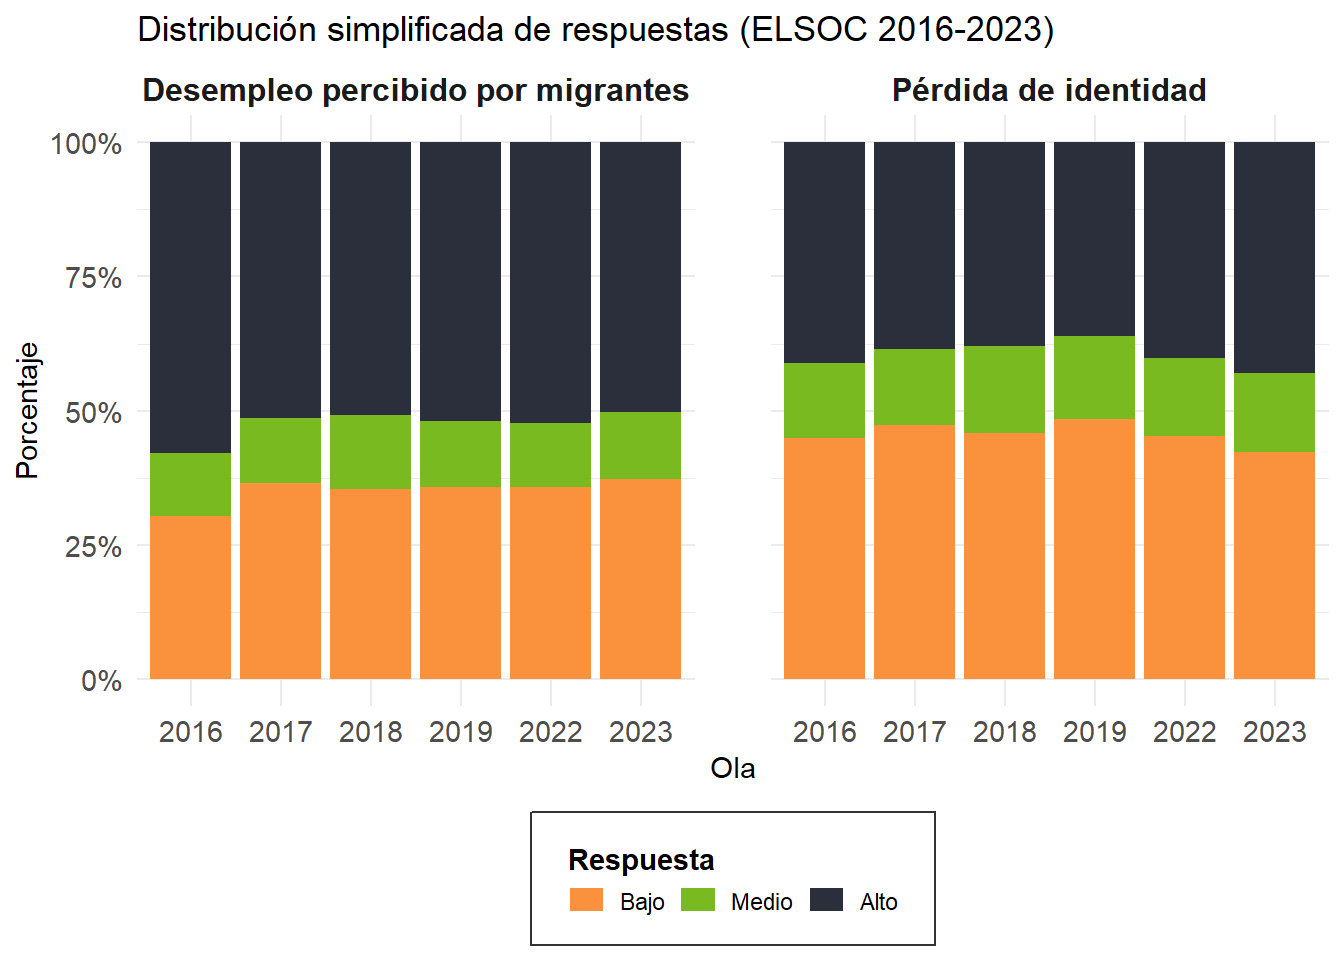 Distribución simplificada de respuestas (ELSOC 2016-2023)
Desempleo percibido por migrantes
Pérdida de identidad
Porcentaje
100%
75%
50%
25%
0%
2016 2017 2018 2019 2022 2023
2016 2017 2018 2019 2022 2023
Ola
Respuesta
Bajo Medio Alto